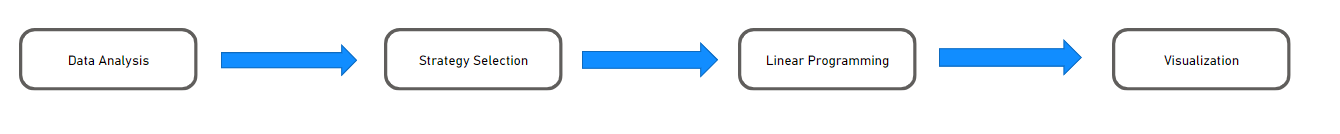 Data Analysis
Strategy Selection
Linear Programming
Visualization